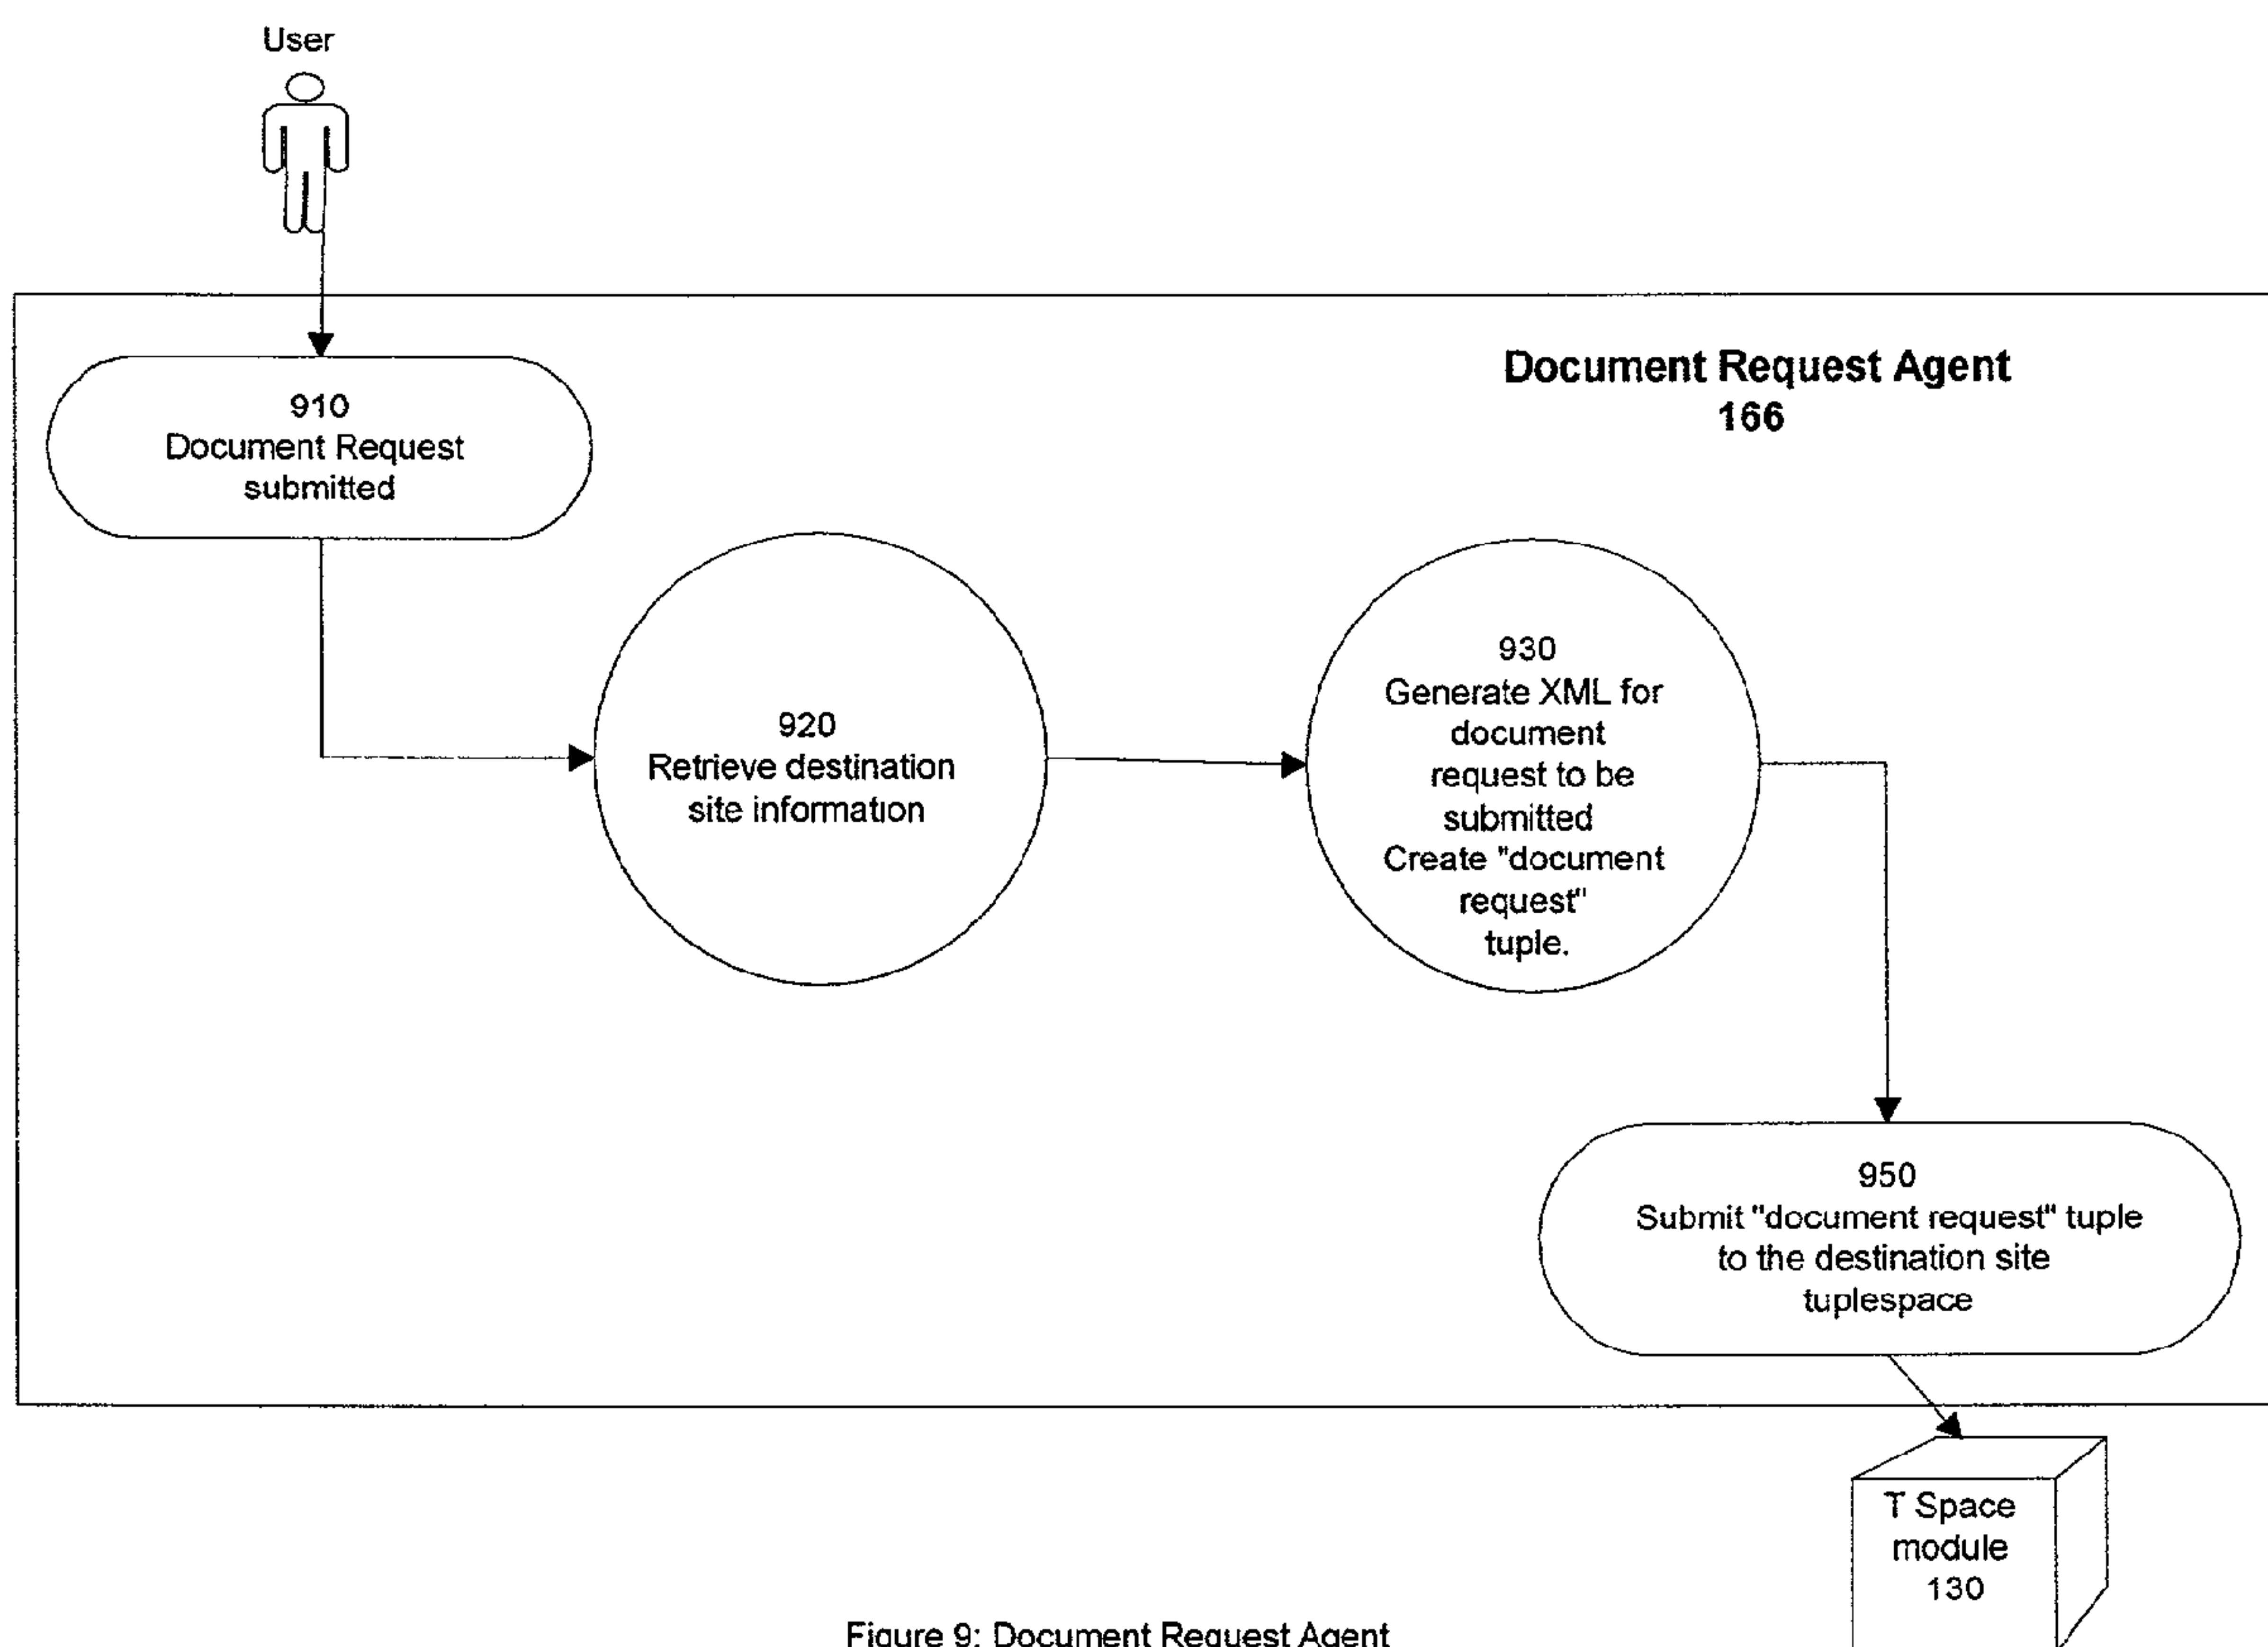 User
Document Request Agent
166
910
Document Request
submitted
920
Retrieve destination
site information
930
Generate XML for
document
request to be
submitted
Create "document
request"
tuple.
950
Submit "document request" tuple
to the destination site
tuplespace
T Space
module
130
Figure 9: Document Request Agent